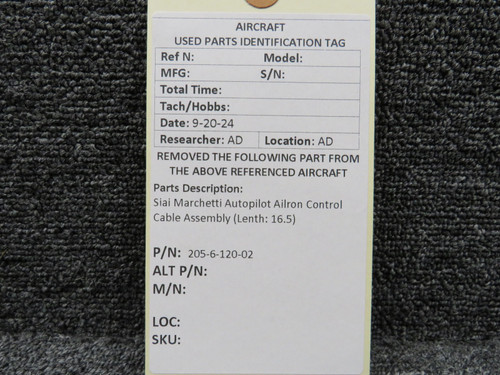 AIRCRAFT
USED PARTS IDENTIFICATION TAG
Ref N: Model:
MFG: S/N:
Total Time:
Tach/Hobbs:
Date: 9-20-24
Researcher: AD Location: AD
REMOVED THE FOLLOWING PART FROM
THE ABOVE REFERENCED AIRCRAFT
Parts Description:
Siai Marchetti Autopilot Ailron Control
Cable Assembly (Lenth: 16.5)
P/N: 205-6-120-02
ALT P/N:
M/N:
LOC:
SKU: